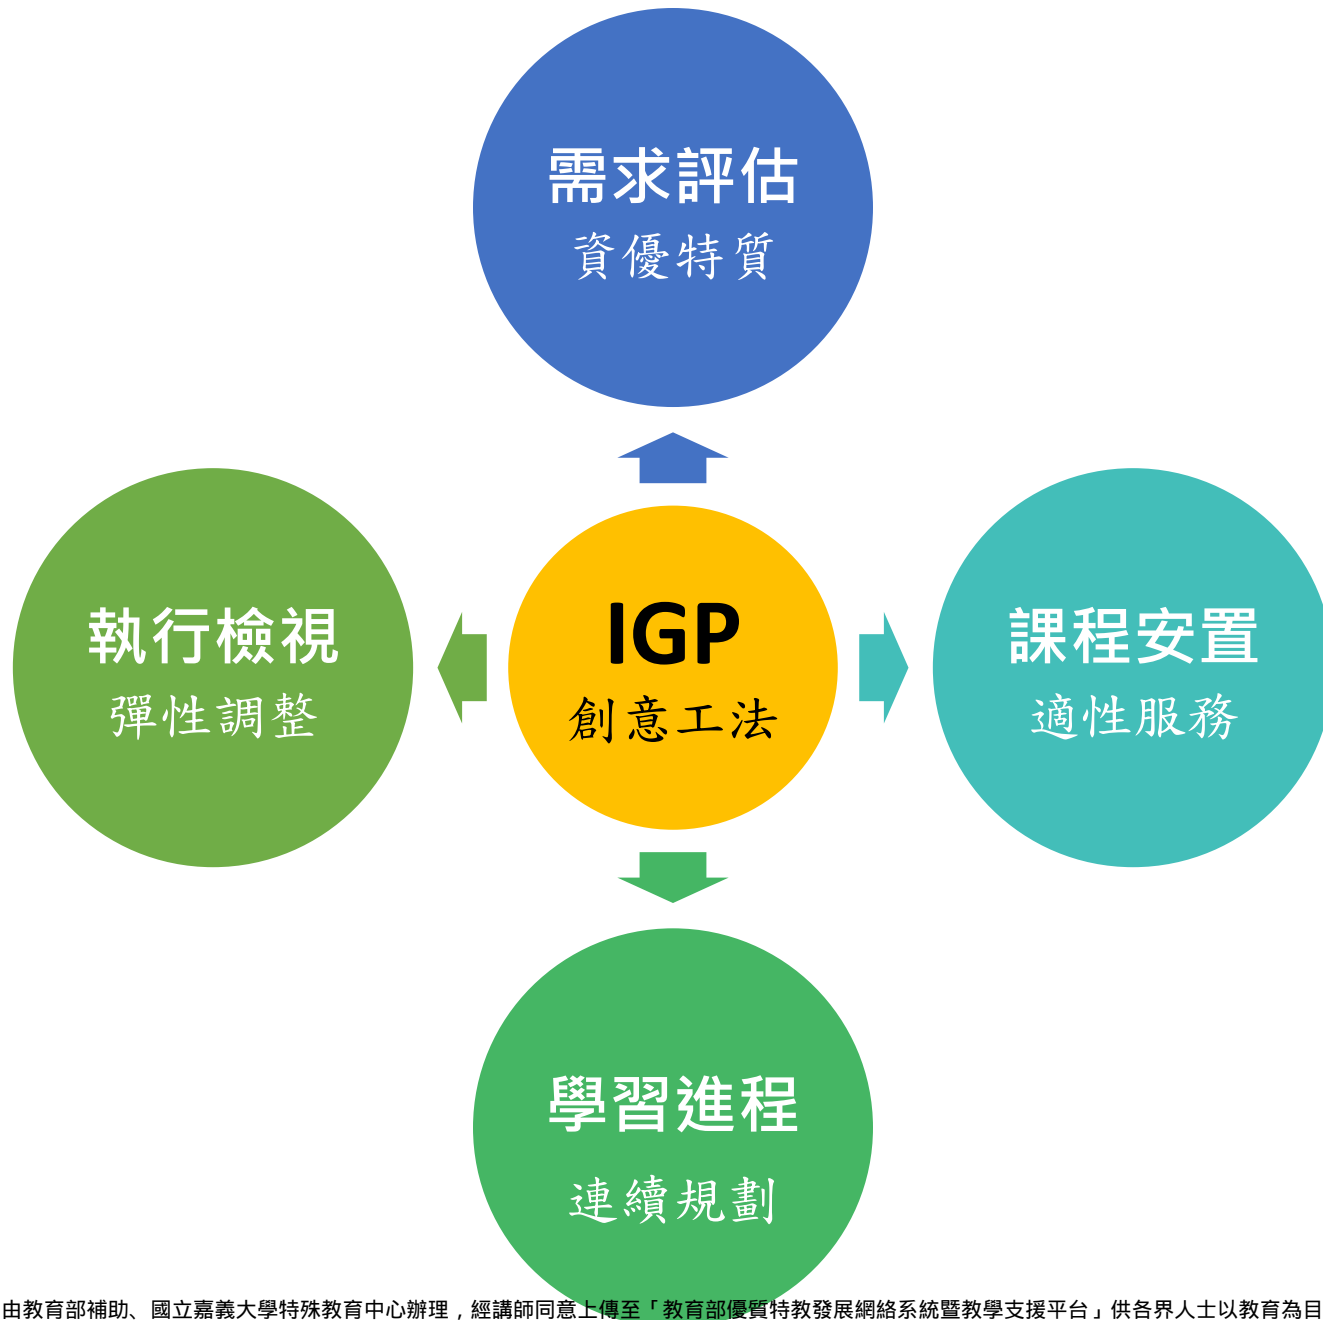 需求評估
資優特質
執行檢視
彈性調整
IGP
創意工法
課程安置
適性服務
學習進程
連續規劃
由教育部補助、國立嘉義大學特殊教育中心辦理，經講師同意上傳至「教育部優質特教發展網絡系統暨教學支援平台」供各界人士以教育為目